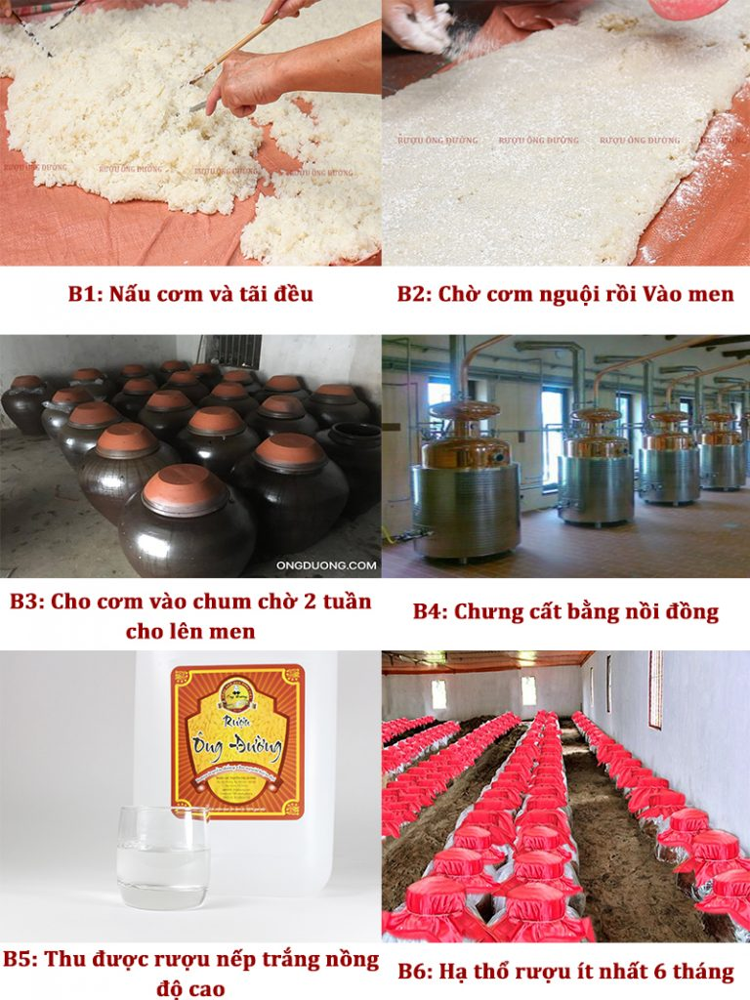 RƯỢU ÔNG ĐƯỜNG RƯỢU ÔNG ĐƯỜNG RƯỢU ÔNG ĐƯỜNG
RƯỢU ÔNG ĐƯỜNG RƯỢU ÔNG ĐƯỜNG RƯỢU ÔNG ĐƯỜNG
B1: Nấu cơm và tãi đều
B2: Chờ cơm nguội rồi Vào men
ONGDUONG.COM
B3: Cho cơm vào chum chờ 2 tuần
cho lên men
B4: Chưng cất bằng nồi đồng
Rượu
Ông Đường
B5: Thu được rượu nếp trắng nồng
độ cao
B6: Hạ thổ rượu ít nhất 6 tháng